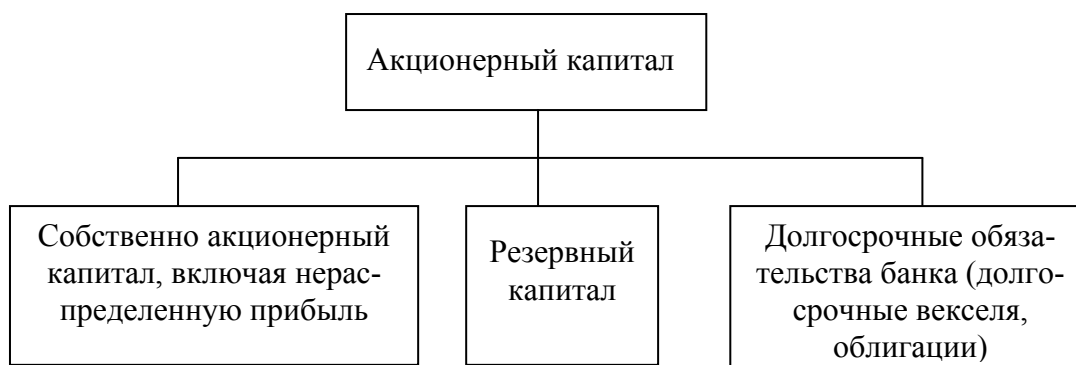 Акционерный капитал
Собственно акционерный
капитал, включая нерас-
пределенную прибыль
Резервный
капитал
Долгосрочные обяза-
тельства банка (долго-
срочные векселя,
облигации)